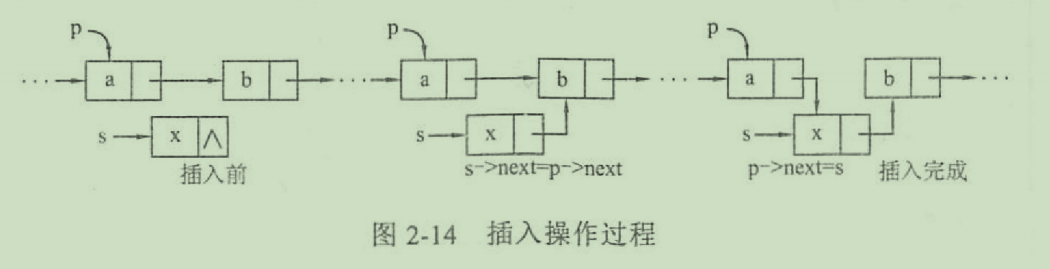 p p p
··· a b ··· a b ··· a b ···
s x ∧ s x s x
插入前 s->next=p->next p->next=s 插入完成
图 2-14 插入操作过程